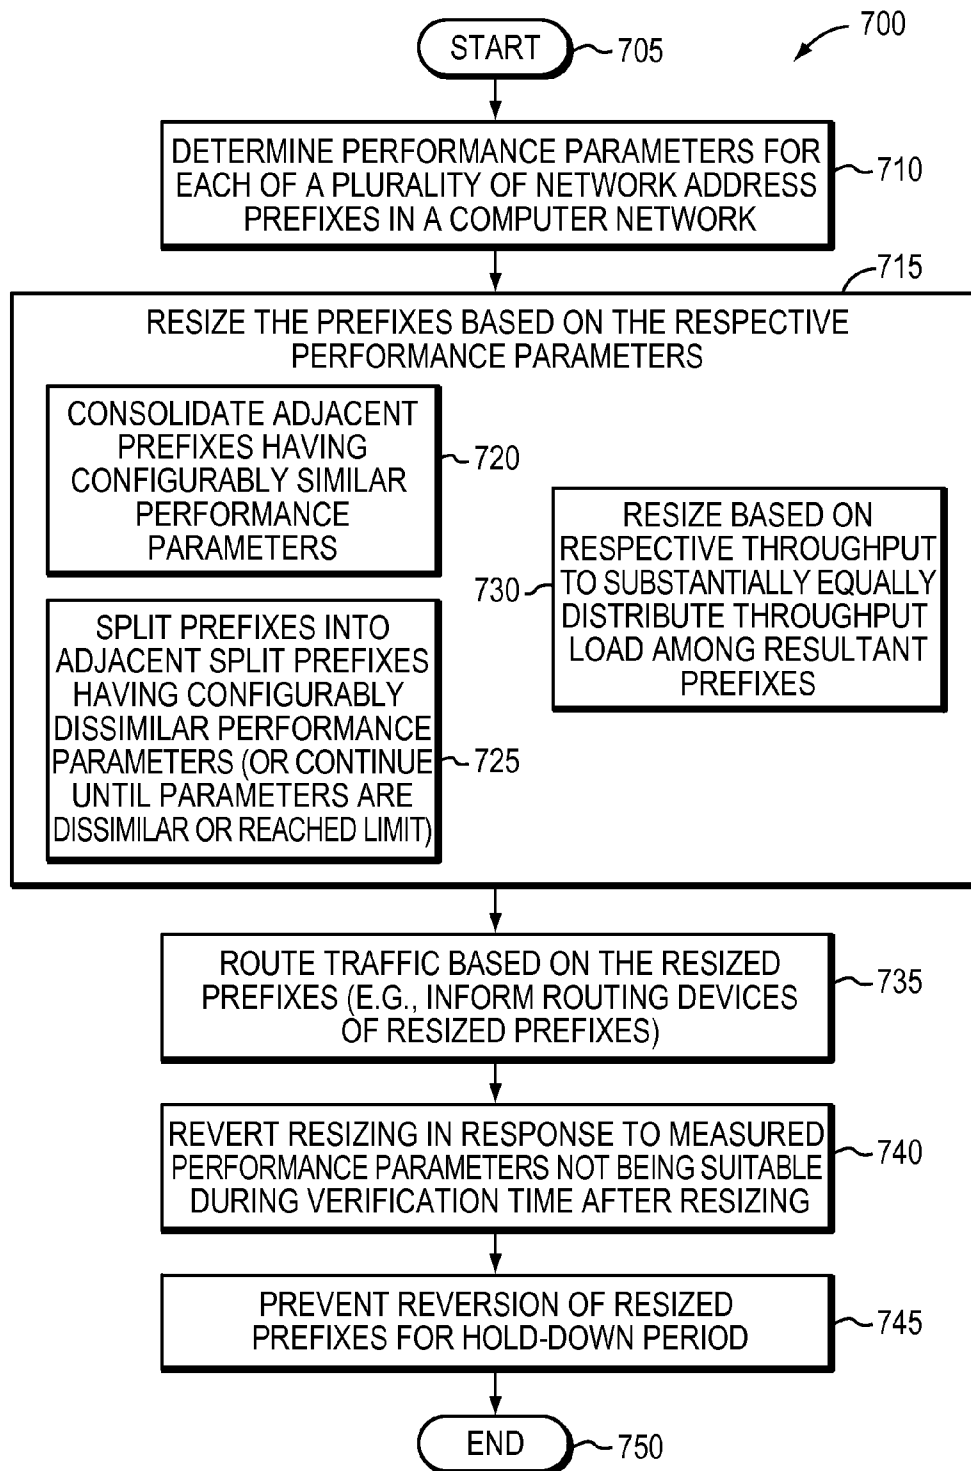 700
START
705
DETERMINE PERFORMANCE PARAMETERS FOR
EACH OF A PLURALITY OF NETWORK ADDRESS
PREFIXES IN A COMPUTER NETWORK
710
715
RESIZE THE PREFIXES BASED ON THE RESPECTIVE
PERFORMANCE PARAMETERS
CONSOLIDATE ADJACENT
PREFIXES HAVING
CONFIGURABLY SIMILAR
PERFORMANCE
PARAMETERS
720
SPLIT PREFIXES INTO
ADJACENT SPLIT PREFIXES
HAVING CONFIGURABLY
DISSIMILAR PERFORMANCE
PARAMETERS (OR CONTINUE
UNTIL PARAMETERS ARE
DISSIMILAR OR REACHED LIMIT)
725
RESIZE BASED ON
RESPECTIVE THROUGHPUT
TO SUBSTANTIALLY EQUALLY
DISTRIBUTE THROUGHPUT
LOAD AMONG RESULTANT
PREFIXES
730
ROUTE TRAFFIC BASED ON THE RESIZED
PREFIXES (E.G., INFORM ROUTING DEVICES
OF RESIZED PREFIXES)
735
REVERT RESIZING IN RESPONSE TO MEASURED
PERFORMANCE PARAMETERS NOT BEING SUITABLE
DURING VERIFICATION TIME AFTER RESIZING
740
PREVENT REVERSION OF RESIZED
PREFIXES FOR HOLD-DOWN PERIOD
745
END
750